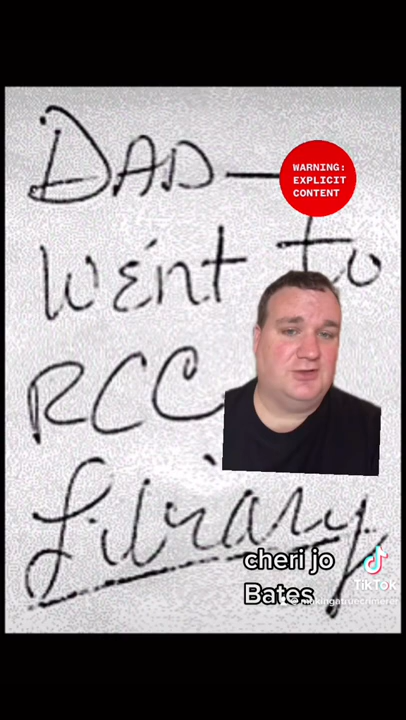 DAD—
Went to
RCC
Library
WARNING:
EXPLICIT
CONTENT
cheri jo
Bates
TikTok